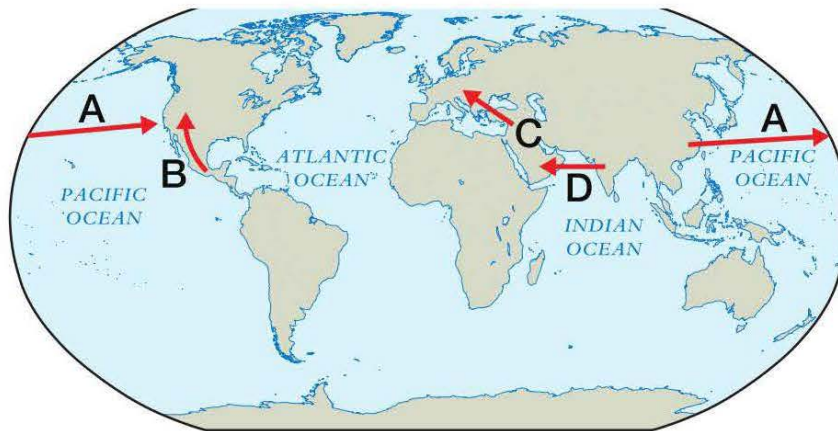 A
B
PACIFIC
OCEAN
ATLANTIC
OCEAN
C
D
INDIAN
OCEAN
A
PACIFIC
OCEAN